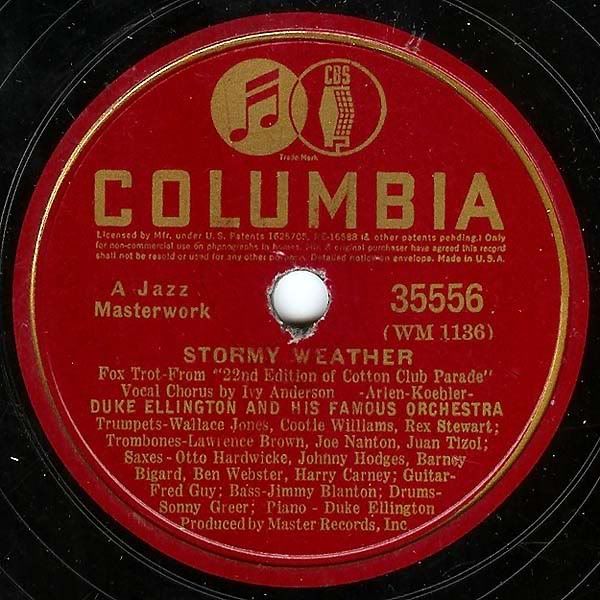 CBS
Trade Mark
COLUMBIA
Licensed by Mfr. under U.S. Patents 1625705, RE-16588 (& other patents pending.) Only
for non-commercial use on phonographs in homes. Mfr. & original purchaser have agreed this record
shall not be resold or used for any other purpose. Detailed notice on envelope. Made in U.S.A.
A Jazz
Masterwork
35556
(WM 1136)
STORMY WEATHER
Fox Trot-From "22nd Edition of Cotton Club Parade"
Vocal Chorus by Ivy Anderson -Arlen-Koehler-
DUKE ELLINGTON AND HIS FAMOUS ORCHESTRA
Trumpets-Wallace Jones, Cootie Williams, Rex Stewart;
Trombones-Lawrence Brown, Joe Nanton, Juan Tizol;
Saxes-Otto Hardwicke, Johnny Hodges, Barney
Bigard, Ben Webster, Harry Carney; Guitar-
Fred Guy; Bass-Jimmy Blanton; Drums-
Sonny Greer; Piano - Duke Ellington
Produced by Master Records, Inc.